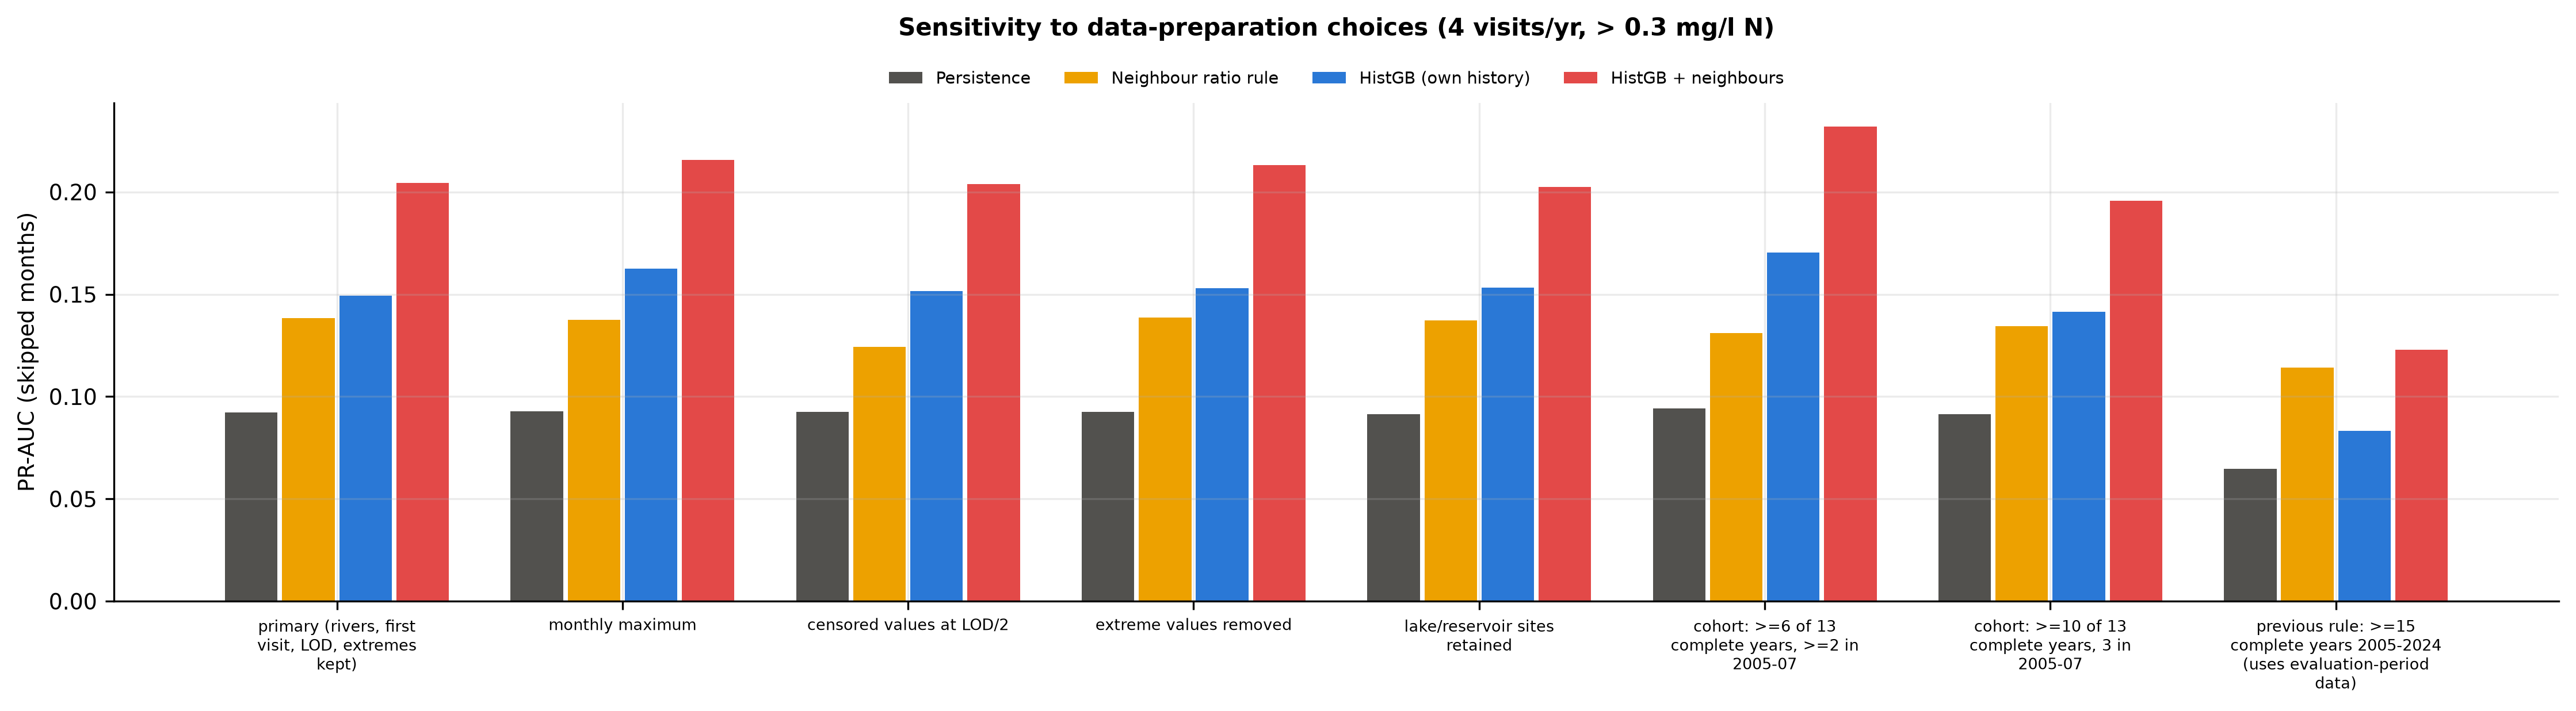 Sensitivity to data-preparation choices (4 visits/yr, > 0.3 mg/l N)
Persistence
Neighbour ratio rule
HistGB (own history)
HistGB + neighbours
PR-AUC (skipped months)
0.20
0.15
0.10
0.05
0.00
primary (rivers, first
visit, LOD, extremes
kept)
monthly maximum
censored values at LOD/2
extreme values removed
lake/reservoir sites
retained
cohort: >=6 of 13
complete years, >=2 in
2005-07
cohort: >=10 of 13
complete years, 3 in
2005-07
previous rule: >=15
complete years 2005-2024
(uses evaluation-period
data)